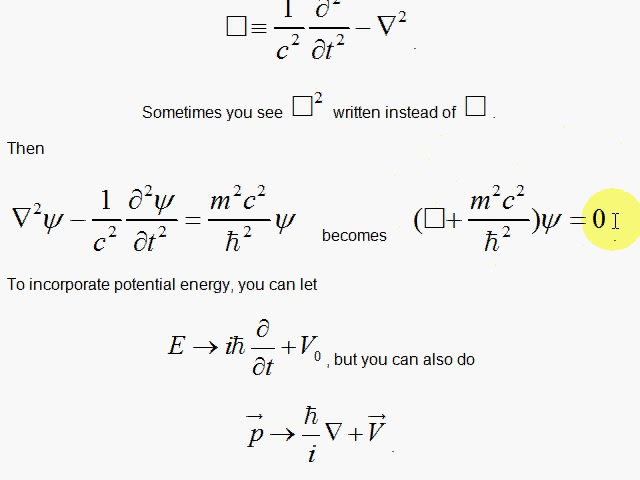 □ ≡ 1/c² ∂²/∂t² − ∇² .
Sometimes you see □² written instead of □ .
Then
∇²ψ − 1/c² ∂²ψ/∂t² = m²c²/ħ² ψ becomes (□+ m²c²/ħ²)ψ = 0
To incorporate potential energy, you can let
E → iħ ∂/∂t + V₀ , but you can also do
p⃗ → ħ/i ∇ + V⃗ .